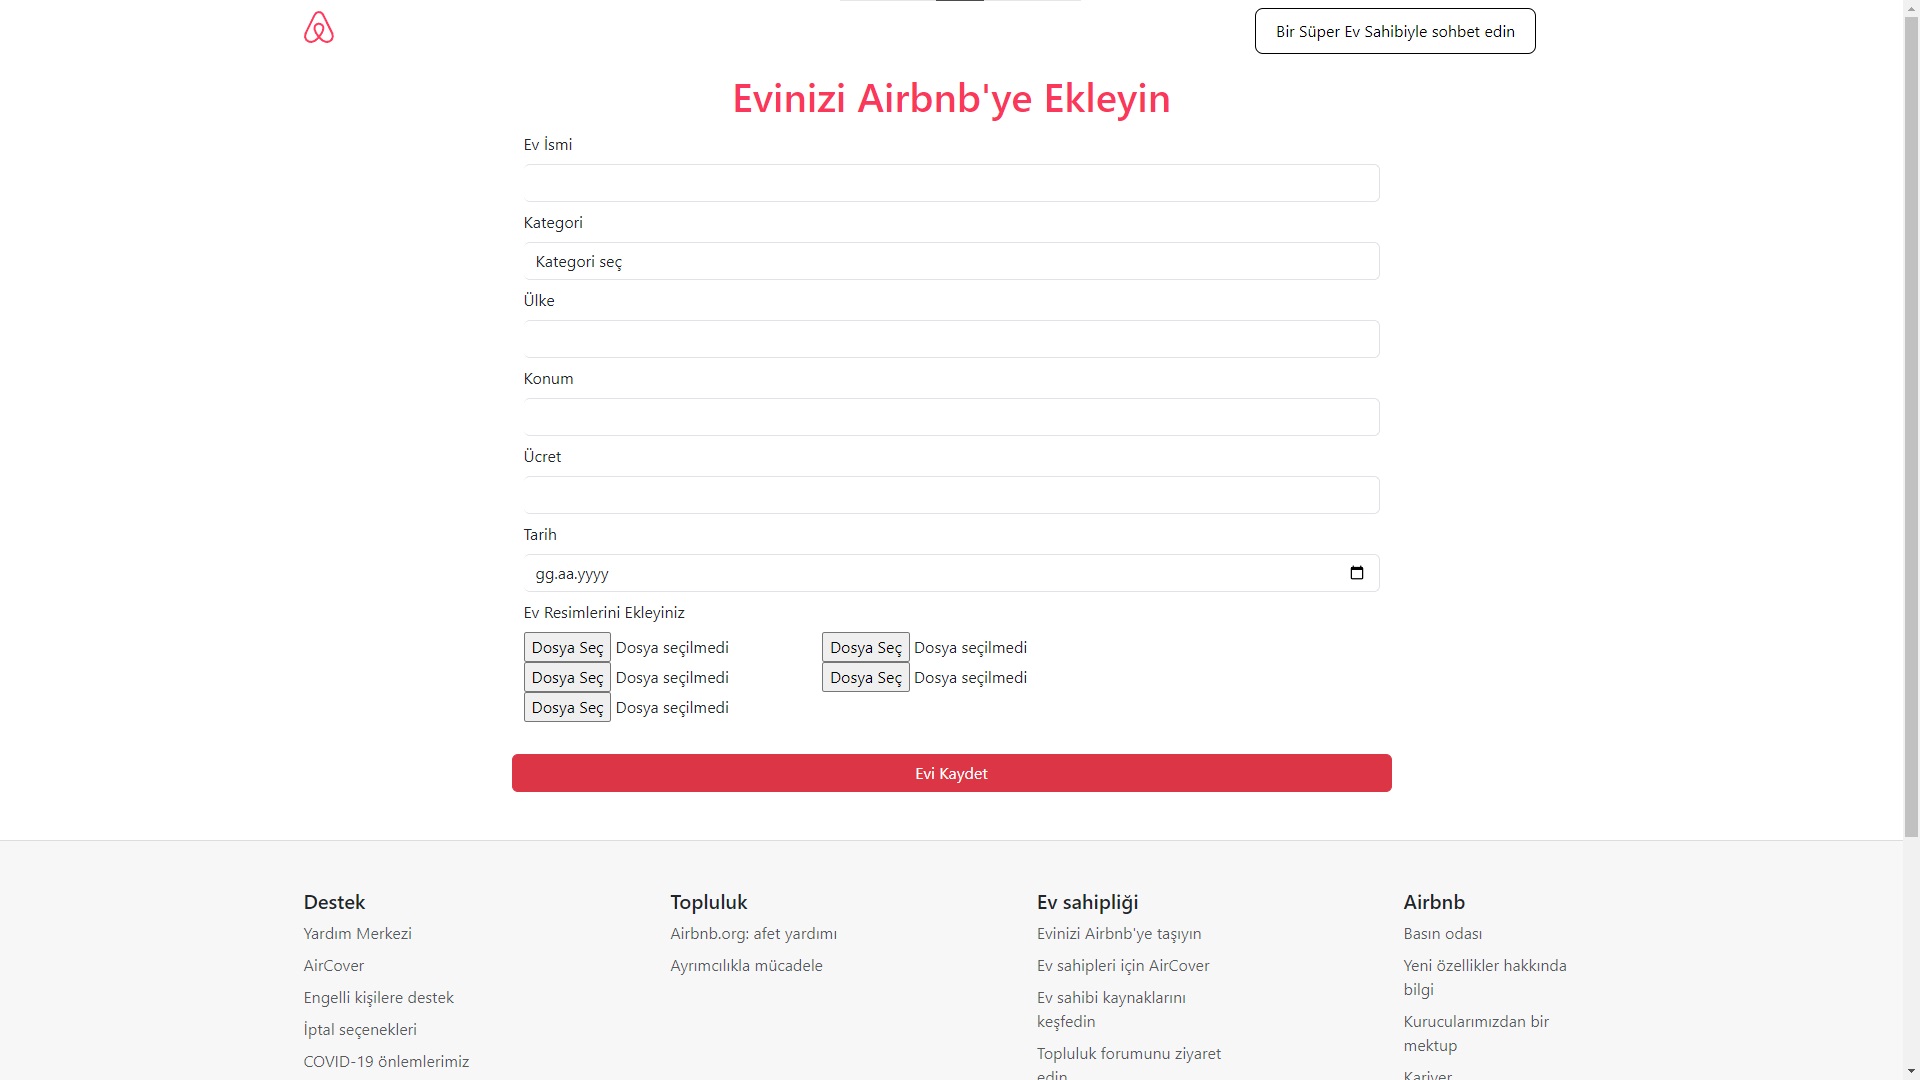 Bir Süper Ev Sahibiyle sohbet edin
Evinizi Airbnb'ye Ekleyin
Ev İsmi
Kategori
Kategori seç
Ülke
Konum
Ücret
Tarih
gg.aa.yyyy
Ev Resimlerini Ekleyiniz
Dosya Seç Dosya seçilmedi Dosya Seç Dosya seçilmedi
Dosya Seç Dosya seçilmedi Dosya Seç Dosya seçilmedi
Dosya Seç Dosya seçilmedi
Evi Kaydet
Destek
Yardım Merkezi
AirCover
Engelli kişilere destek
İptal seçenekleri
COVID-19 önlemlerimiz
Topluluk
Airbnb.org: afet yardımı
Ayrımcılıkla mücadele
Ev sahipliği
Evinizi Airbnb'ye taşıyın
Ev sahipleri için AirCover
Ev sahibi kaynaklarını
keşfedin
Topluluk forumunu ziyaret
edin
Airbnb
Basın odası
Yeni özellikler hakkında
bilgi
Kurucularımızdan bir
mektup
Kariyer